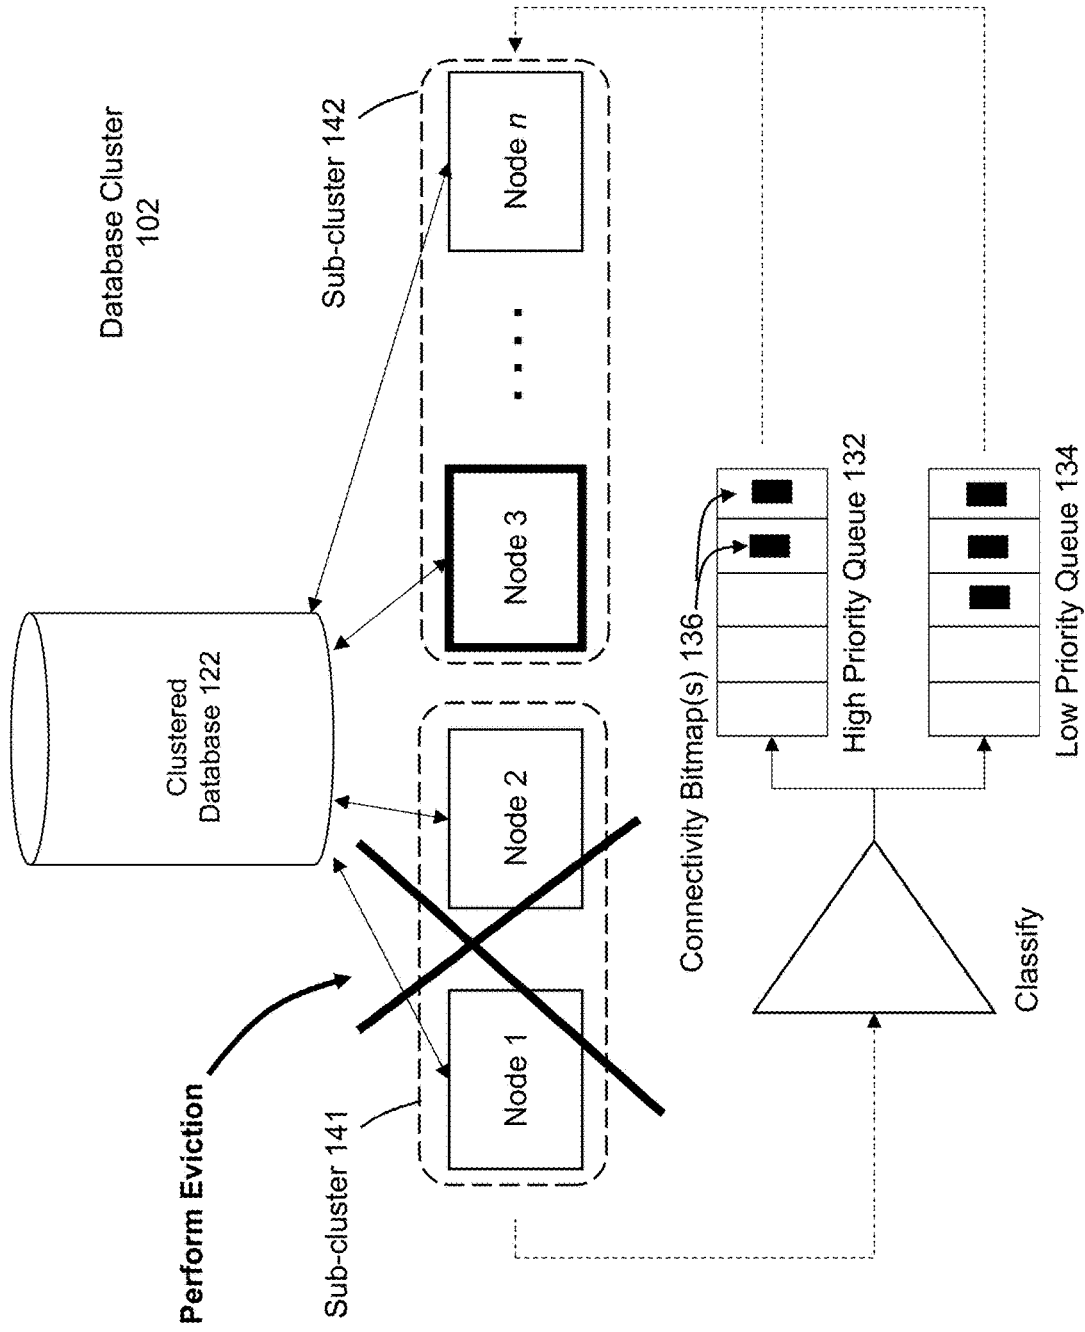 Database Cluster
102
Clustered
Database 122
Perform Eviction
Sub-cluster 141
Sub-cluster 142
Node 1
Node 2
Node 3
Node n
Connectivity Bitmap(s) 136
High Priority Queue 132
Classify
Low Priority Queue 134